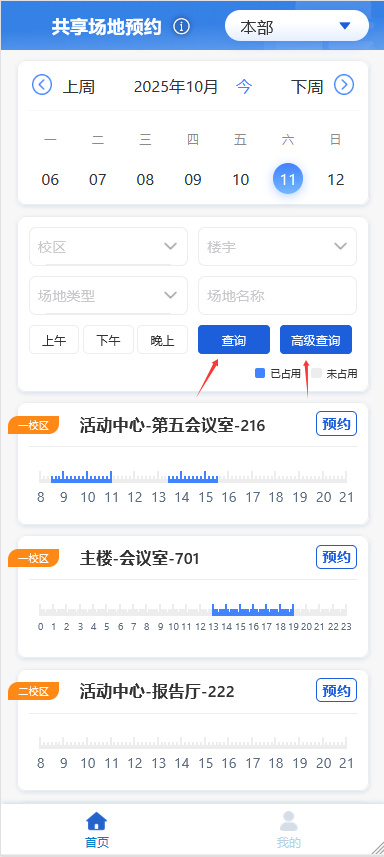 共享场地预约 本部
上周 2025年10月 今 下周
一 二 三 四 五 六 日
06 07 08 09 10 11 12
校区 楼宇
场地类型 场地名称
上午 下午 晚上 查询 高级查询
已占用 未占用
一校区 活动中心-第五会议室-216 预约
8 9 10 11 12 13 14 15 16 17 18 19 20 21
一校区 主楼-会议室-701 预约
0 1 2 3 4 5 6 7 8 9 10 11 12 13 14 15 16 17 18 19 20 21 22 23
二校区 活动中心-报告厅-222 预约
8 9 10 11 12 13 14 15 16 17 18 19 20 21
首页 我的